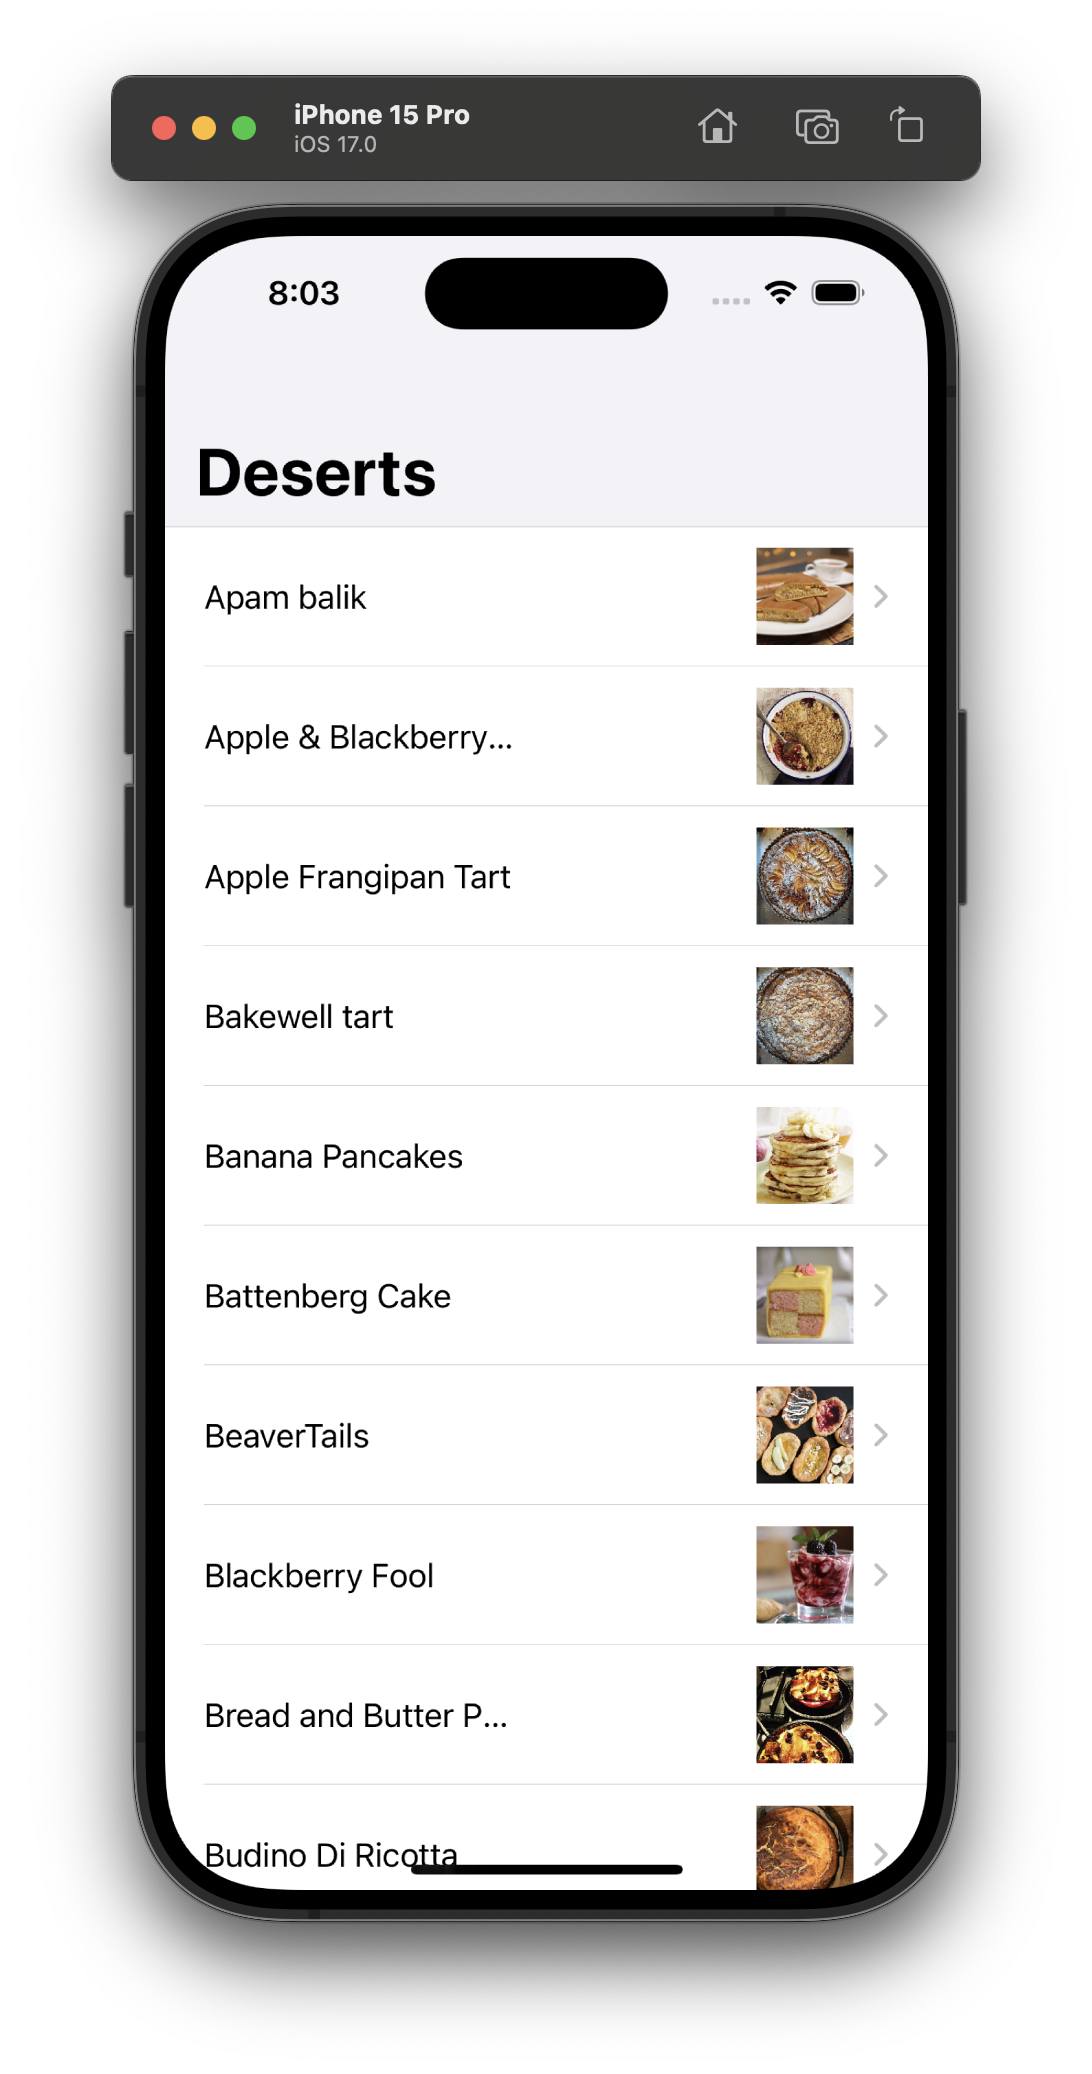 iPhone 15 Pro
iOS 17.0
8:03
Deserts
Apam balik
Apple & Blackberry...
Apple Frangipan Tart
Bakewell tart
Banana Pancakes
Battenberg Cake
BeaverTails
Blackberry Fool
Bread and Butter P...
Budino Di Ricotta